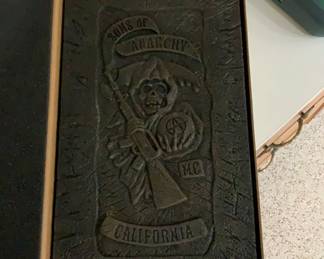 SONS OF
ANARCHY
A
MC
CALIFORNIA